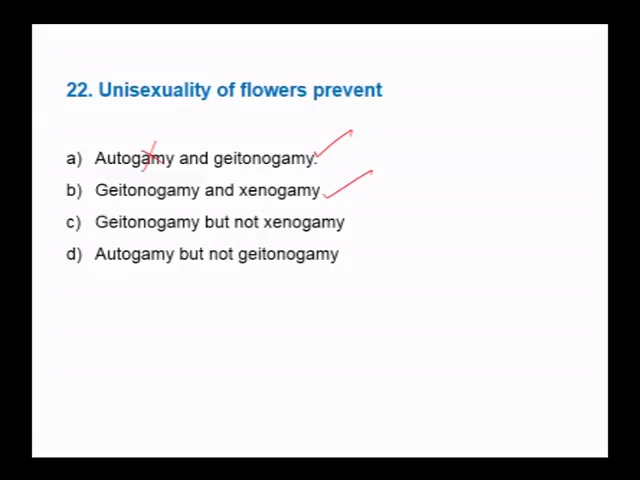 22. Unisexuality of flowers prevent
a) Autogamy and geitonogamy.
b) Geitonogamy and xenogamy
c) Geitonogamy but not xenogamy
d) Autogamy but not geitonogamy